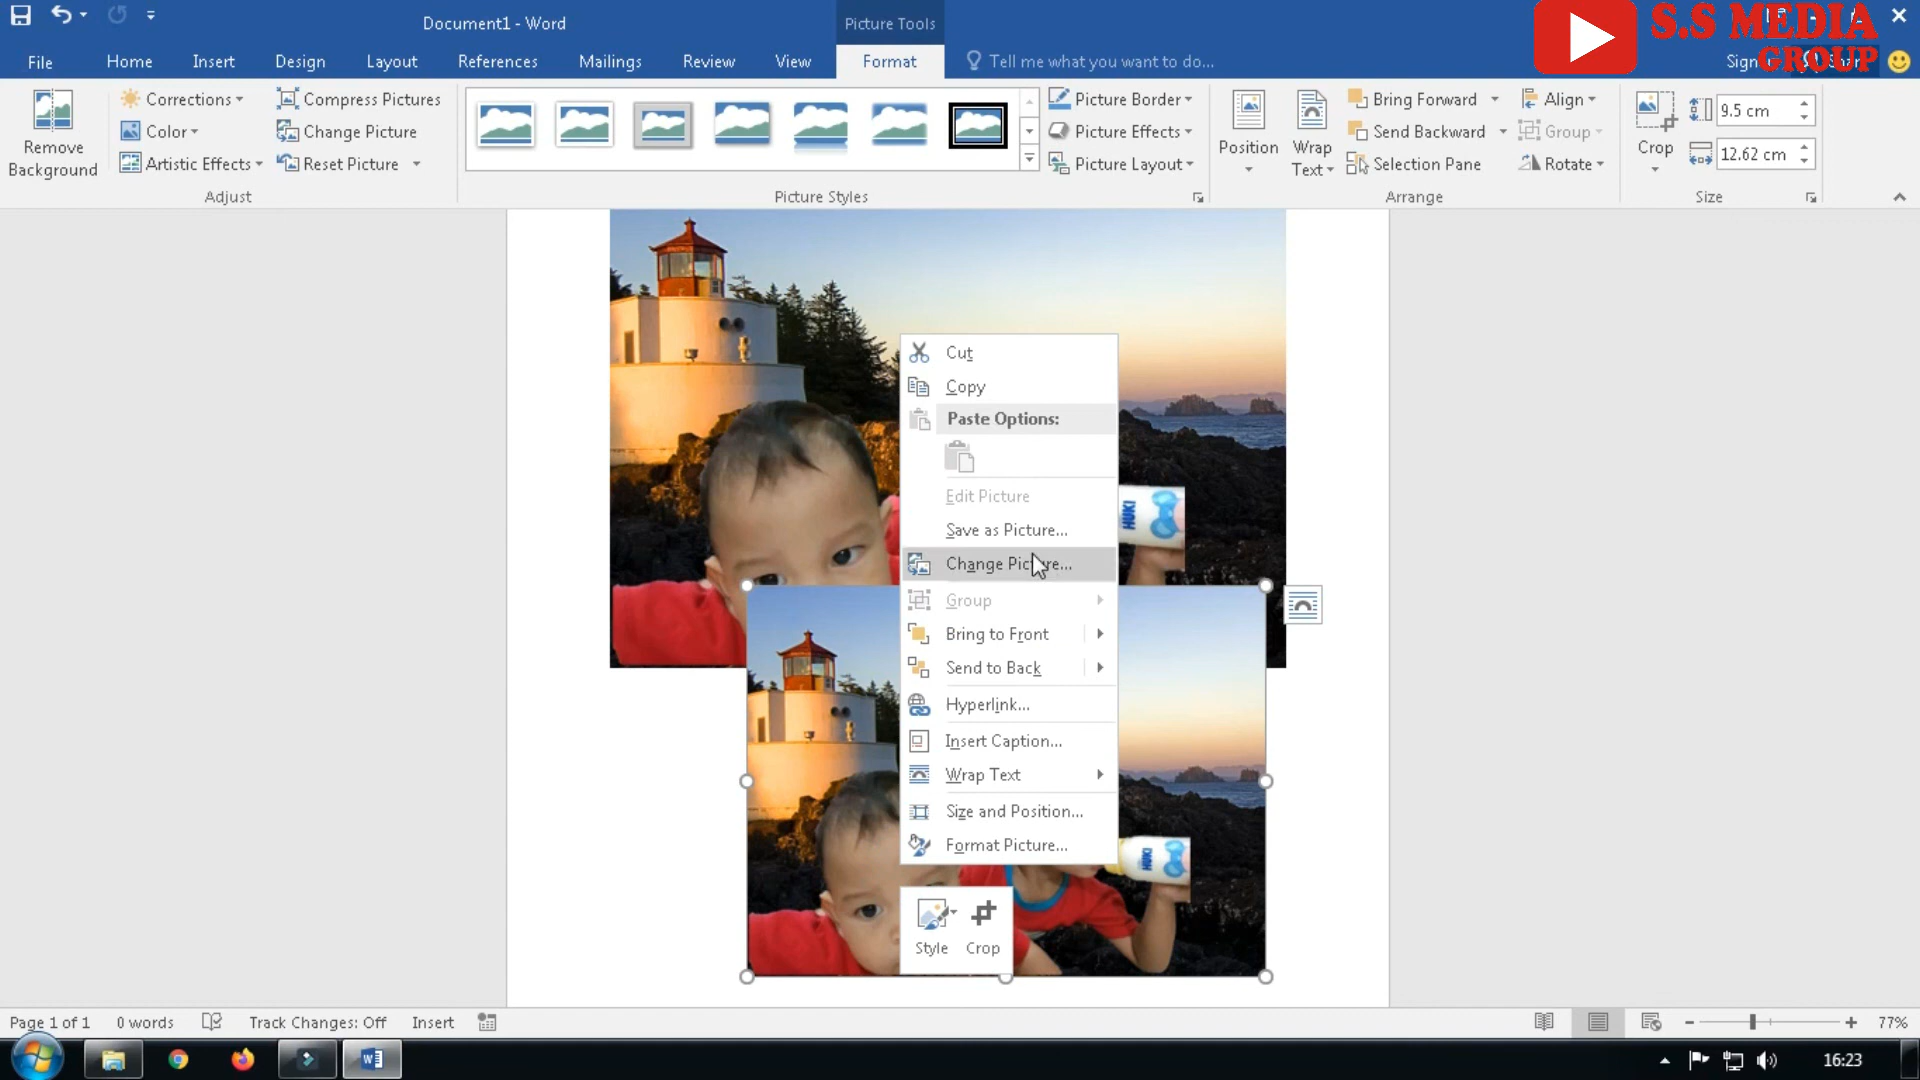 Document1 - Word
Picture Tools
S.S MEDIA
GROUP
File
Home
Insert
Design
Layout
References
Mailings
Review
View
Format
Tell me what you want to do...
Remove
Background
Corrections
Color
Artistic Effects
Compress Pictures
Change Picture
Reset Picture
Adjust
Picture Styles
Picture Border
Picture Effects
Picture Layout
Position
Wrap
Text
Bring Forward
Send Backward
Selection Pane
Align
Group
Rotate
Arrange
Crop
9.5 cm
12.62 cm
Size
Cut
Copy
Paste Options:
Edit Picture
Save as Picture...
Change Picture...
Group
Bring to Front
Send to Back
Hyperlink...
Insert Caption...
Wrap Text
Size and Position...
Format Picture...
HUKI
HUKI
Style
Crop
Page 1 of 1
0 words
Track Changes: Off
Insert
77%
16:23